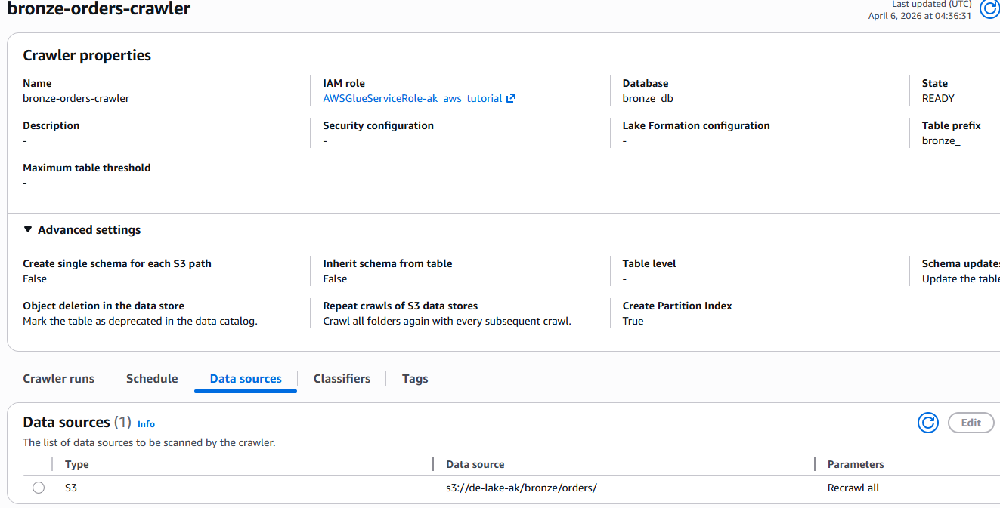 bronze-orders-crawler
Last updated (UTC)
April 6, 2026 at 04:36:31
Crawler properties
Name
bronze-orders-crawler
IAM role
AWSGlueServiceRole-ak_aws_tutorial
Database
bronze_db
State
READY
Description
-
Security configuration
-
Lake Formation configuration
-
Table prefix
bronze_
Maximum table threshold
-
Advanced settings
Create single schema for each S3 path
False
Inherit schema from table
False
Table level
-
Schema updates
Update the table
Object deletion in the data store
Mark the table as deprecated in the data catalog.
Repeat crawls of S3 data stores
Crawl all folders again with every subsequent crawl.
Create Partition Index
True
Crawler runs
Schedule
Data sources
Classifiers
Tags
Data sources (1) Info
The list of data sources to be scanned by the crawler.
Edit
Type
Data source
Parameters
S3
s3://de-lake-ak/bronze/orders/
Recrawl all